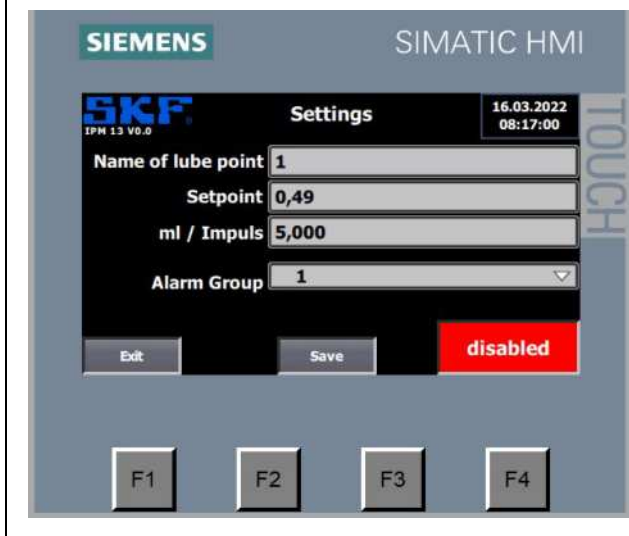 SIEMENS
SIMATIC HMI
TOUCH
SKF
IPM 13 V0.0
Settings
16.03.2022
08:17:00
Name of lube point 1
Setpoint 0,49
ml / Impuls 5,000
Alarm Group 1
Exit
Save
disabled
F1
F2
F3
F4